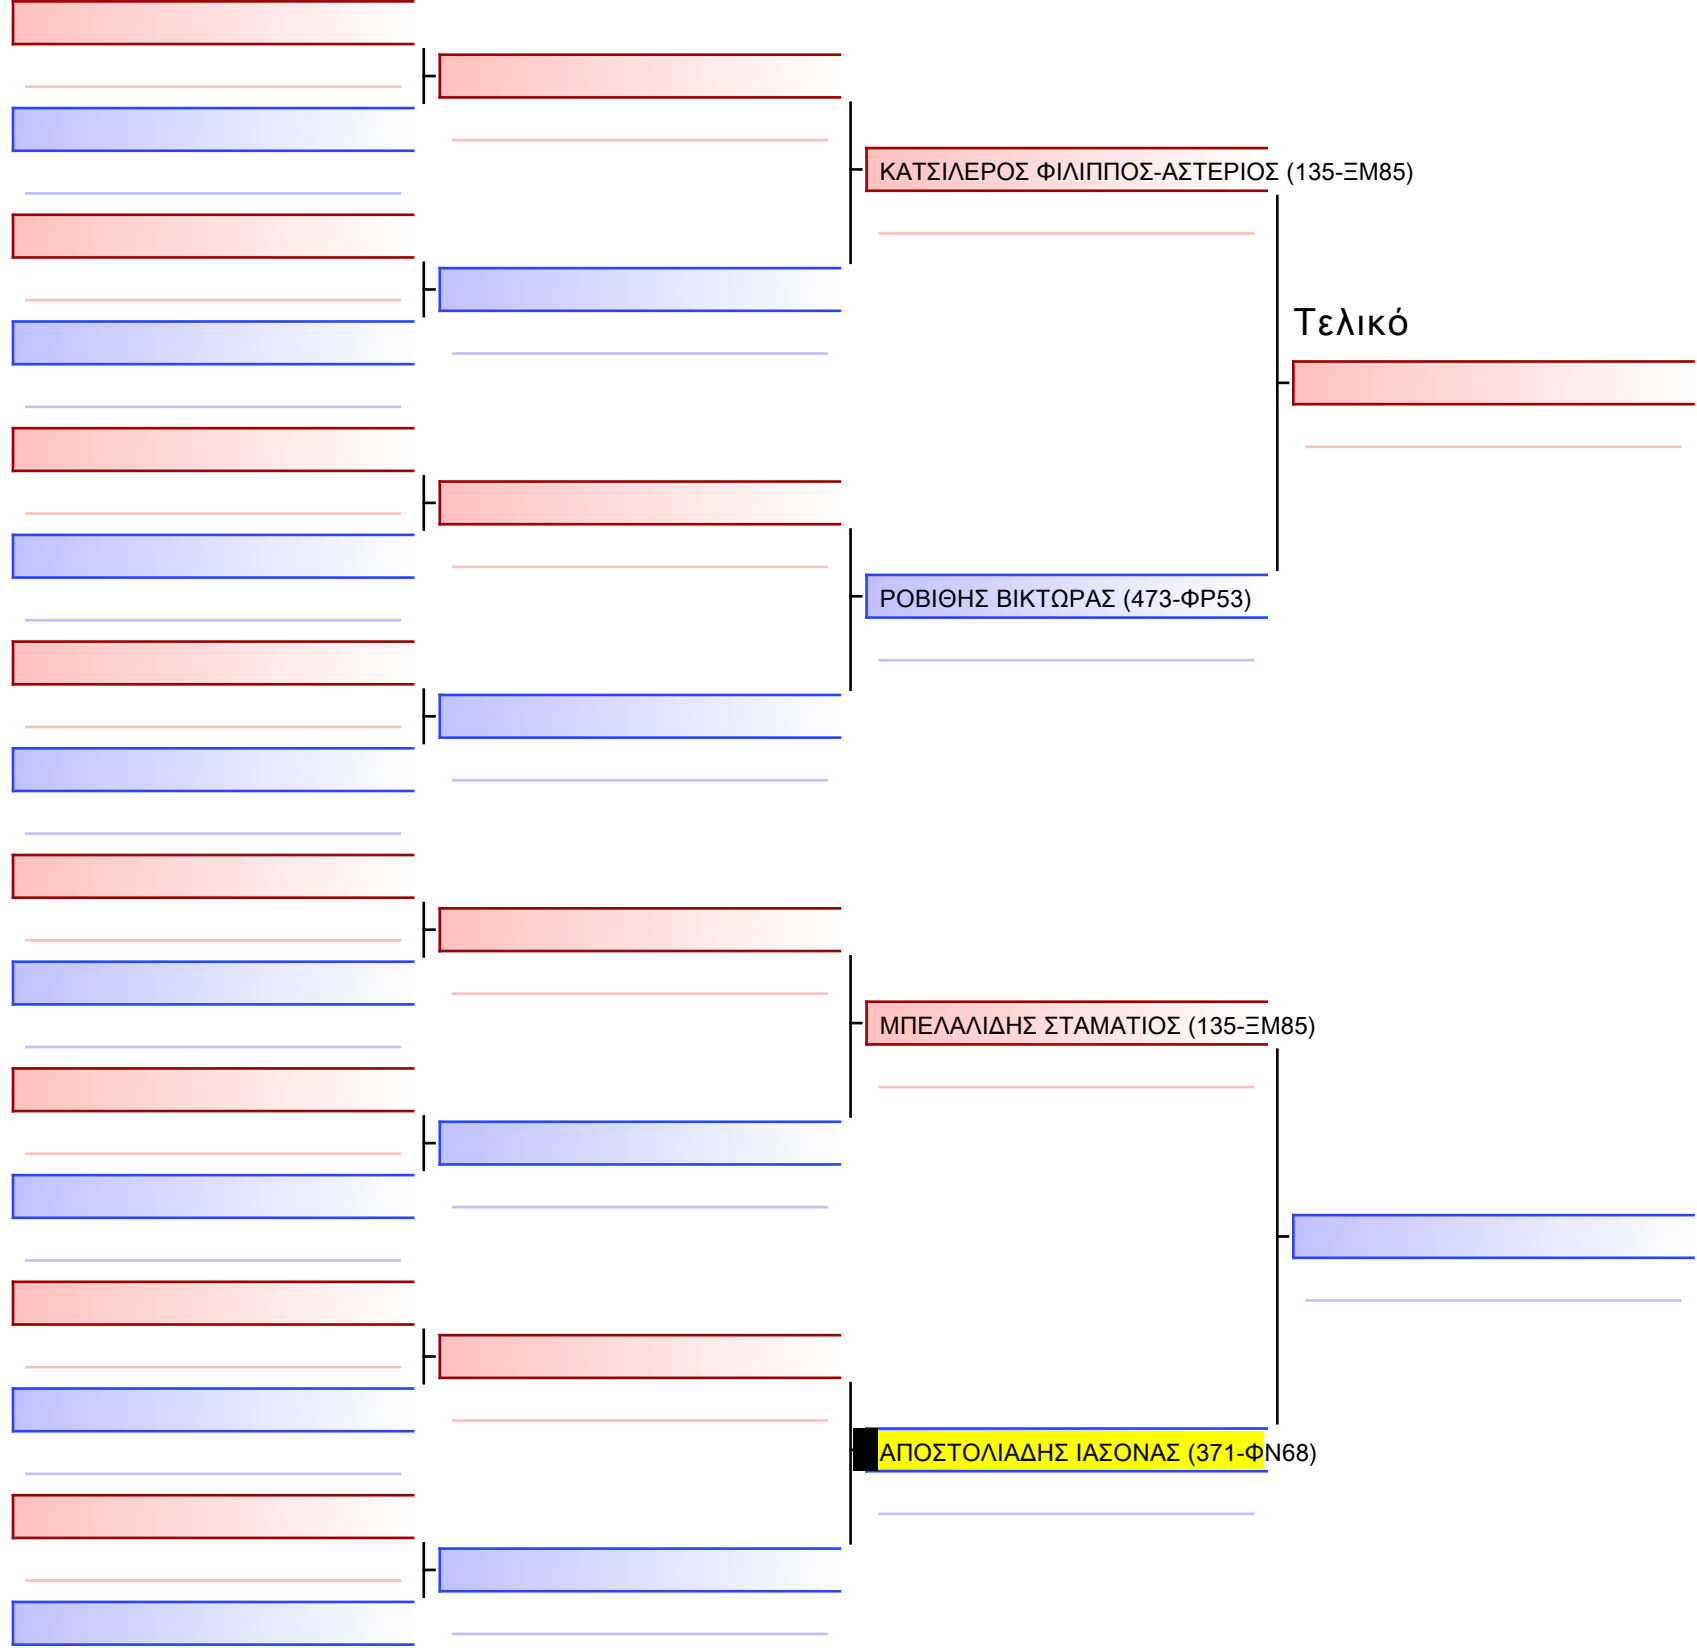 ΚΑΤΣΙΛΕΡΟΣ ΦΙΛΙΠΠΟΣ-ΑΣΤΕΡΙΟΣ (135-ΞΜ85)
Τελικό
ΡΟΒΙΘΗΣ ΒΙΚΤΩΡΑΣ (473-ΦΡ53)
ΜΠΕΛΑΛΙΔΗΣ ΣΤΑΜΑΤΙΟΣ (135-ΞΜ85)
ΑΠΟΣΤΟΛΙΑΔΗΣ ΙΑΣΟΝΑΣ (371-ΦΝ68)